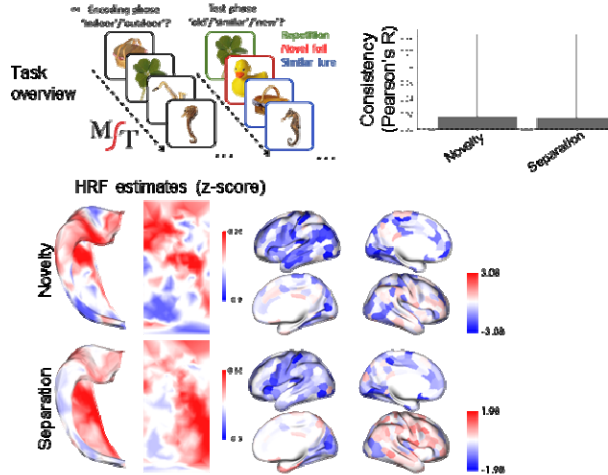 Encoding phase
'indoor'/'outdoor'?
Test phase
'old'/'similar'/'new'?
Repetition
Novel foil
Similar lure
Task
overview
MST
...
...
Consistency
(Pearson's R)
Novelty
Separation
HRF estimates (z-score)
Novelty
3.08
-3.08
Separation
1.98
-1.98